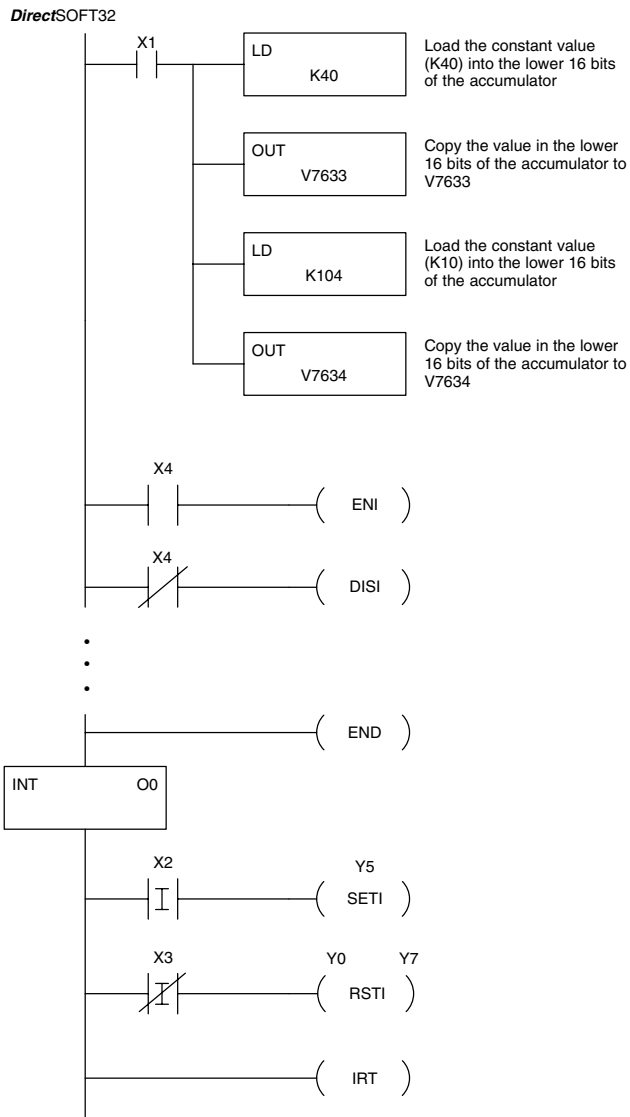 DirectSOFT32
X1
LD
K40
Load the constant value
(K40) into the lower 16 bits
of the accumulator
OUT
V7633
Copy the value in the lower
16 bits of the accumulator to
V7633
LD
K104
Load the constant value
(K10) into the lower 16 bits
of the accumulator
OUT
V7634
Copy the value in the lower
16 bits of the accumulator to
V7634
X4
ENI
X4
DISI
END
INT O0
X2 Y5
SETI
X3 Y0 Y7
RSTI
IRT